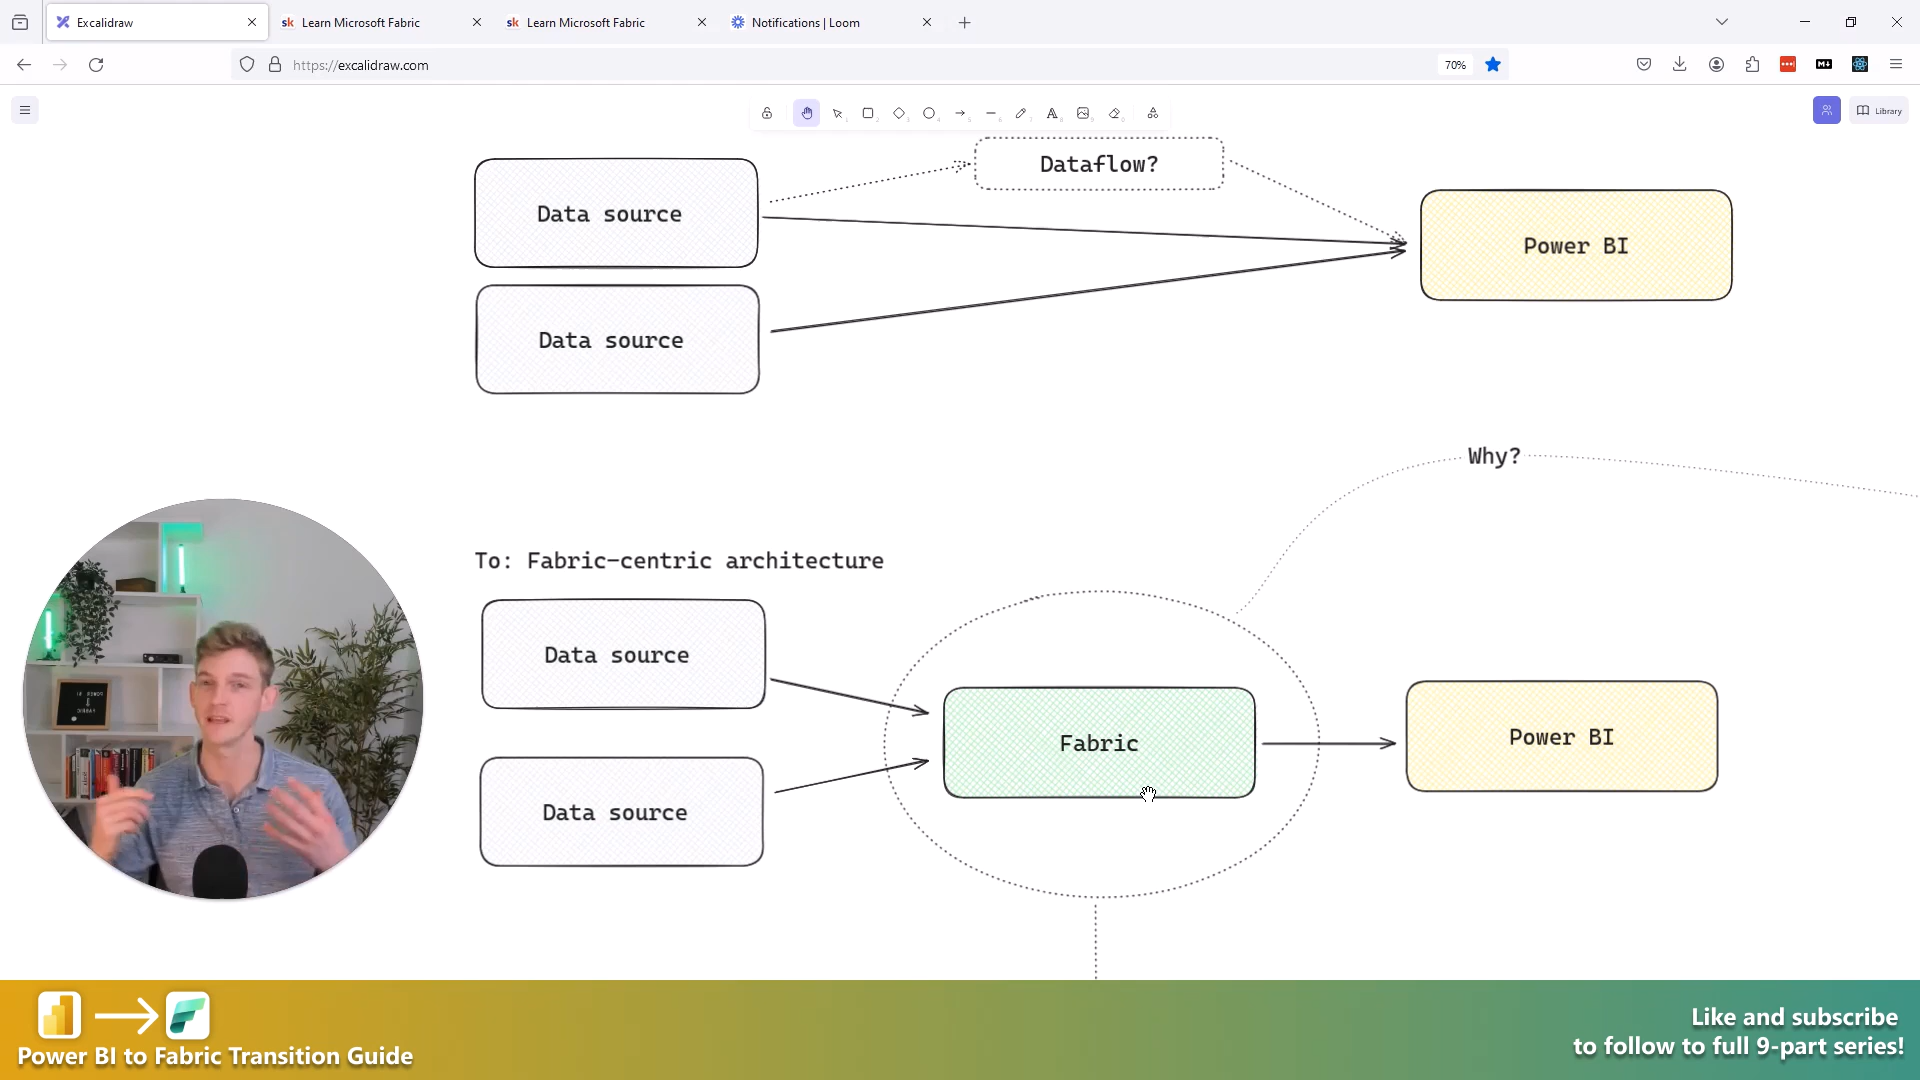 Excalidraw
sk Learn Microsoft Fabric
sk Learn Microsoft Fabric
Notifications | Loom
https://excalidraw.com
70%
Library
Dataflow?
Data source
Power BI
Data source
Why?
To: Fabric-centric architecture
Data source
Fabric
Power BI
Data source
Power BI to Fabric Transition Guide
Like and subscribe
to follow to full 9-part series!